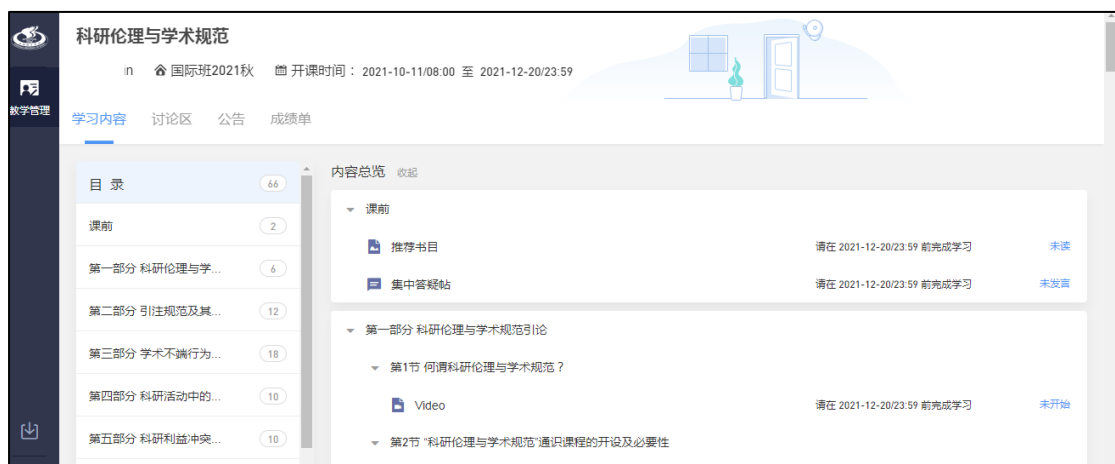 科研伦理与学术规范
in 国际班2021秋 开课时间： 2021-10-11/08:00 至 2021-12-20/23:59
教学管理
学习内容 讨论区 公告 成绩单
目 录 66
课前 2
第一部分 科研伦理与学... 6
第二部分 引注规范及其... 12
第三部分 学术不端行为... 18
第四部分 科研活动中的... 10
第五部分 科研利益冲突... 10
内容总览 收起
课前
推荐书目 请在 2021-12-20/23:59 前完成学习 未读
集中答疑帖 请在 2021-12-20/23:59 前完成学习 未发言
第一部分 科研伦理与学术规范引论
第1节 何谓科研伦理与学术规范？
Video 请在 2021-12-20/23:59 前完成学习 未开始
第2节 “科研伦理与学术规范”通识课程的开设及必要性